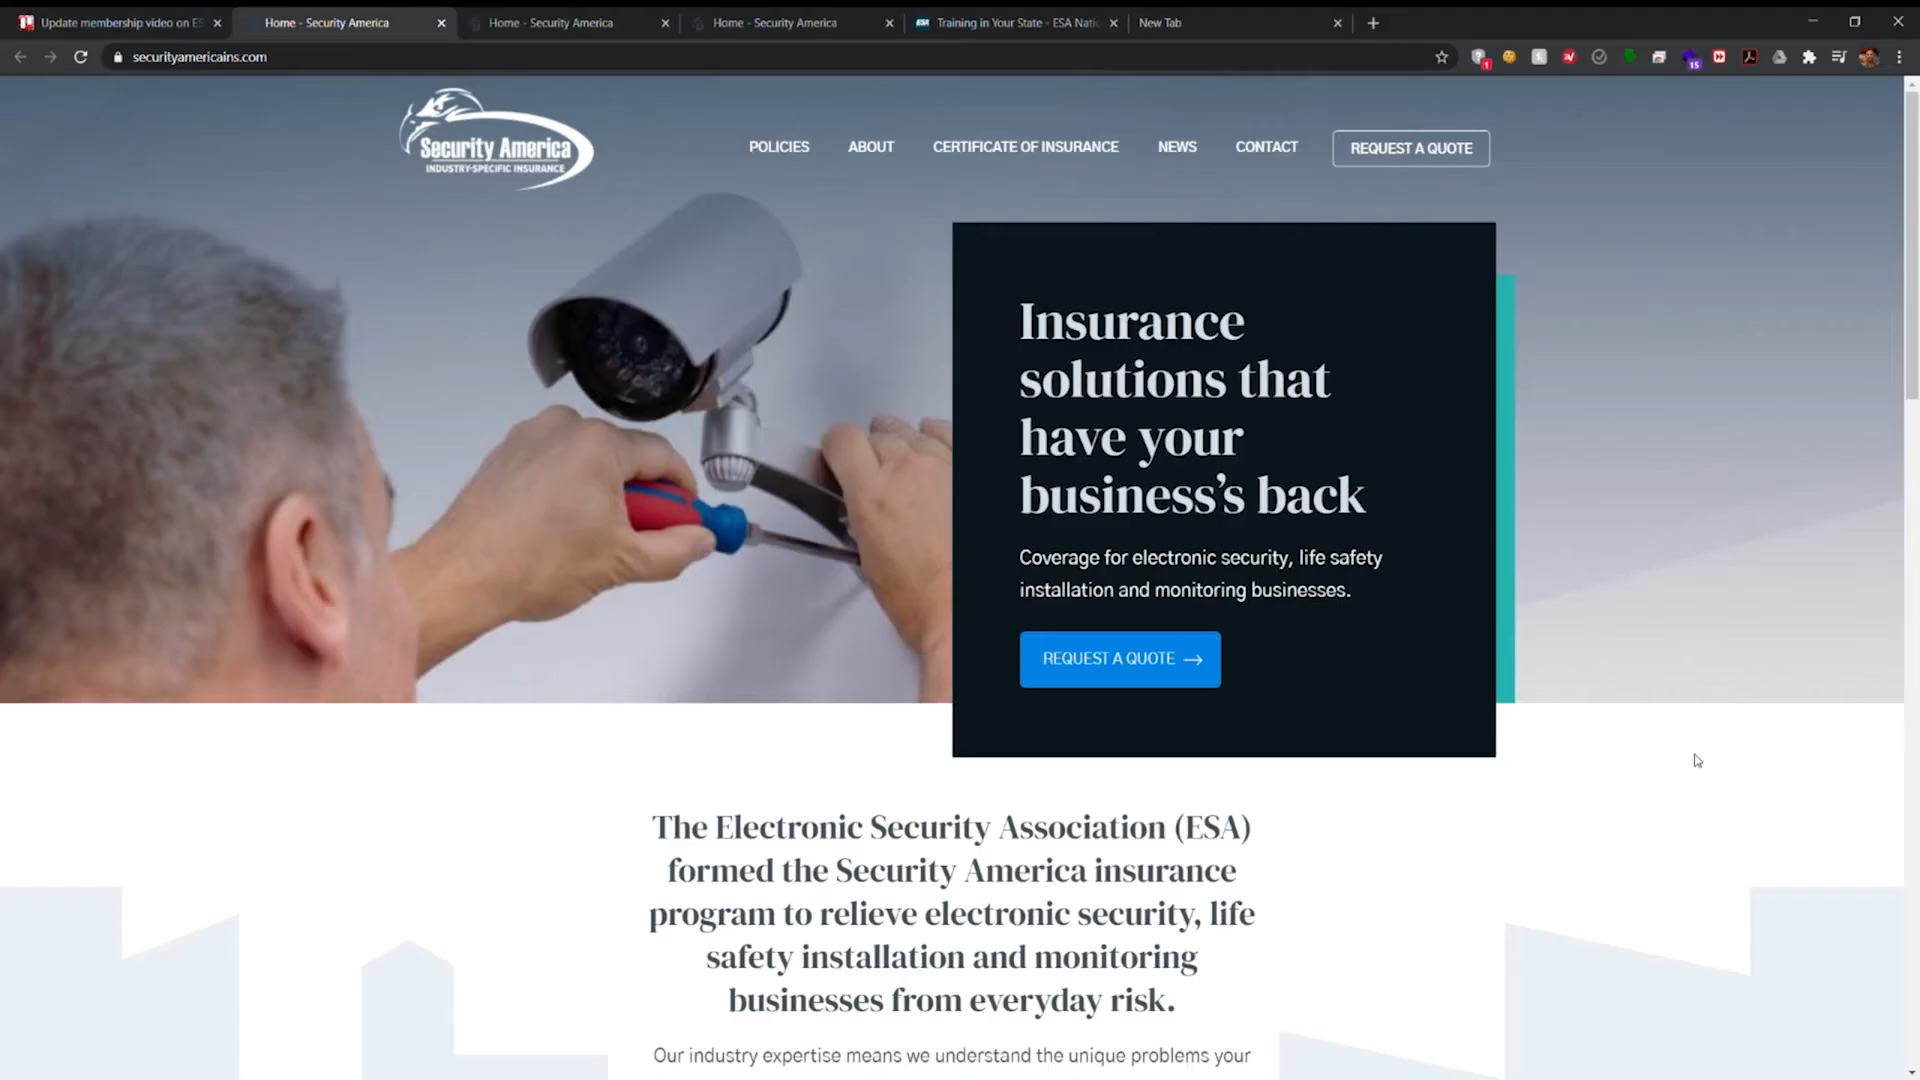 Update membership video on ES
Home - Security America
Home - Security America
Home - Security America
Training in Your State - ESA Natio
New Tab
securityamericains.com
1
15
Security America
INDUSTRY-SPECIFIC INSURANCE
POLICIES
ABOUT
CERTIFICATE OF INSURANCE
NEWS
CONTACT
REQUEST A QUOTE
Insurance
solutions that
have your
business’s back
Coverage for electronic security, life safety
installation and monitoring businesses.
REQUEST A QUOTE
The Electronic Security Association (ESA)
formed the Security America insurance
program to relieve electronic security, life
safety installation and monitoring
businesses from everyday risk.
Our industry expertise means we understand the unique problems your